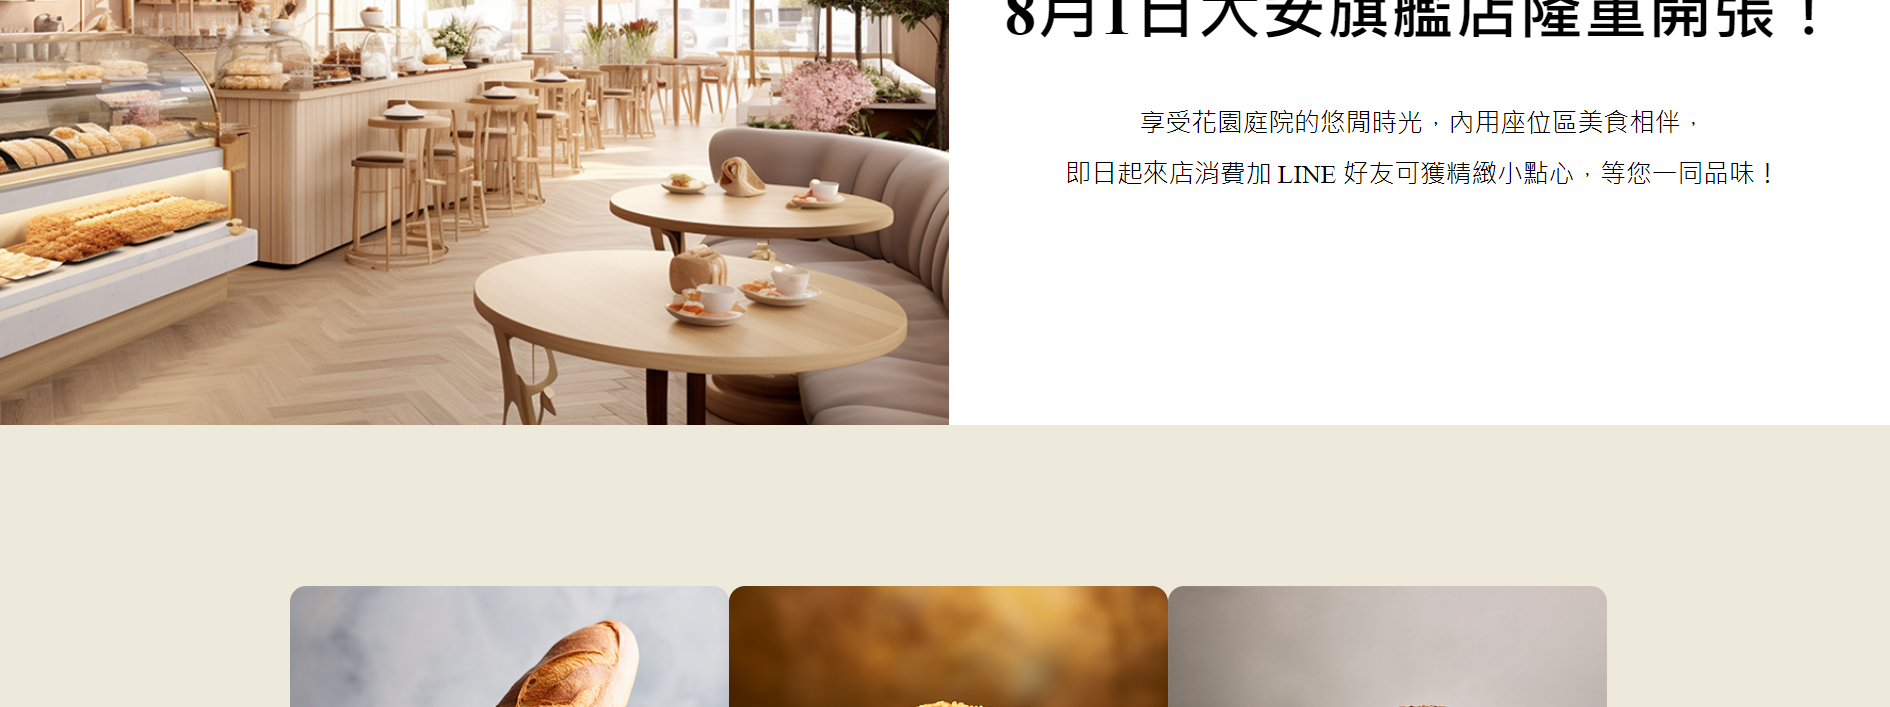 8月1日大安旗艦店隆重開張！
享受花園庭院的悠閒時光，內用座位區美食相伴，
即日起來店消費加 LINE 好友可獲精緻小點心，等您一同品味！